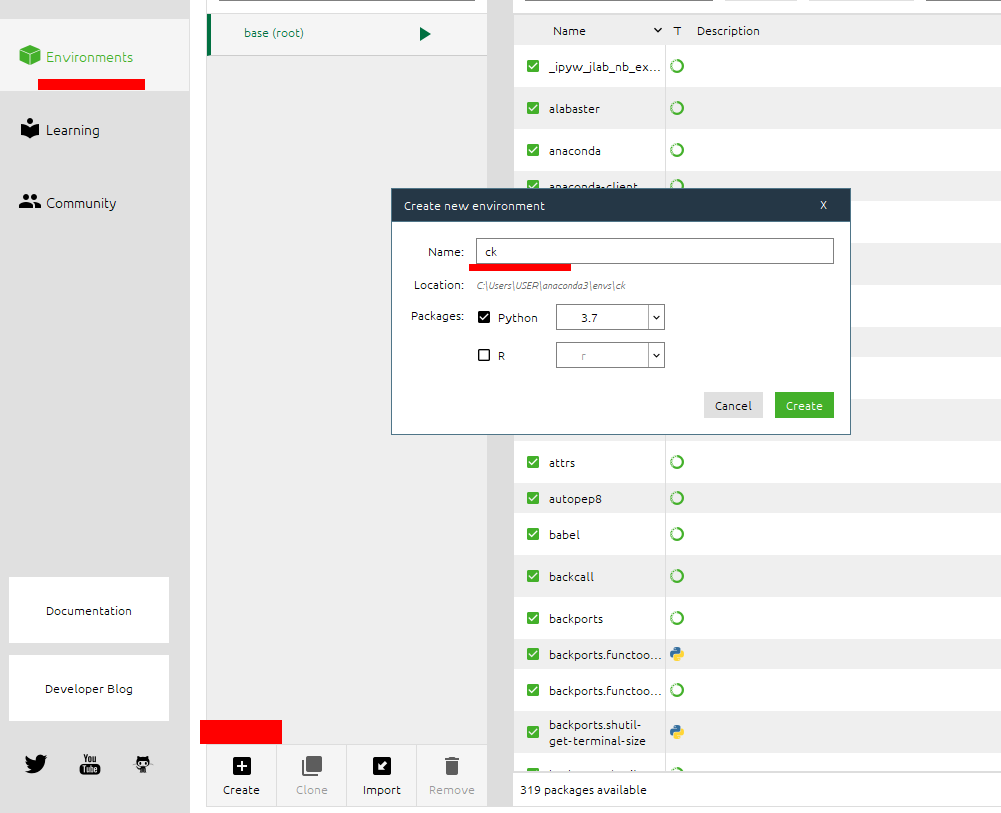 Environments
Learning
Community
Documentation
Developer Blog
You
Tube
base (root)
Create
Clone
Import
Remove
Name T Description
_ipyw_jlab_nb_ex...
alabaster
anaconda
anaconda-client
Create new environment X
Name: ck
Location: C:\Users\USER\anaconda3\envs\ck
Packages: Python 3.7
R r
Cancel Create
attrs
autopep8
babel
backcall
backports
backports.functoo...
backports.functoo...
backports.shutil-
get-terminal-size
319 packages available